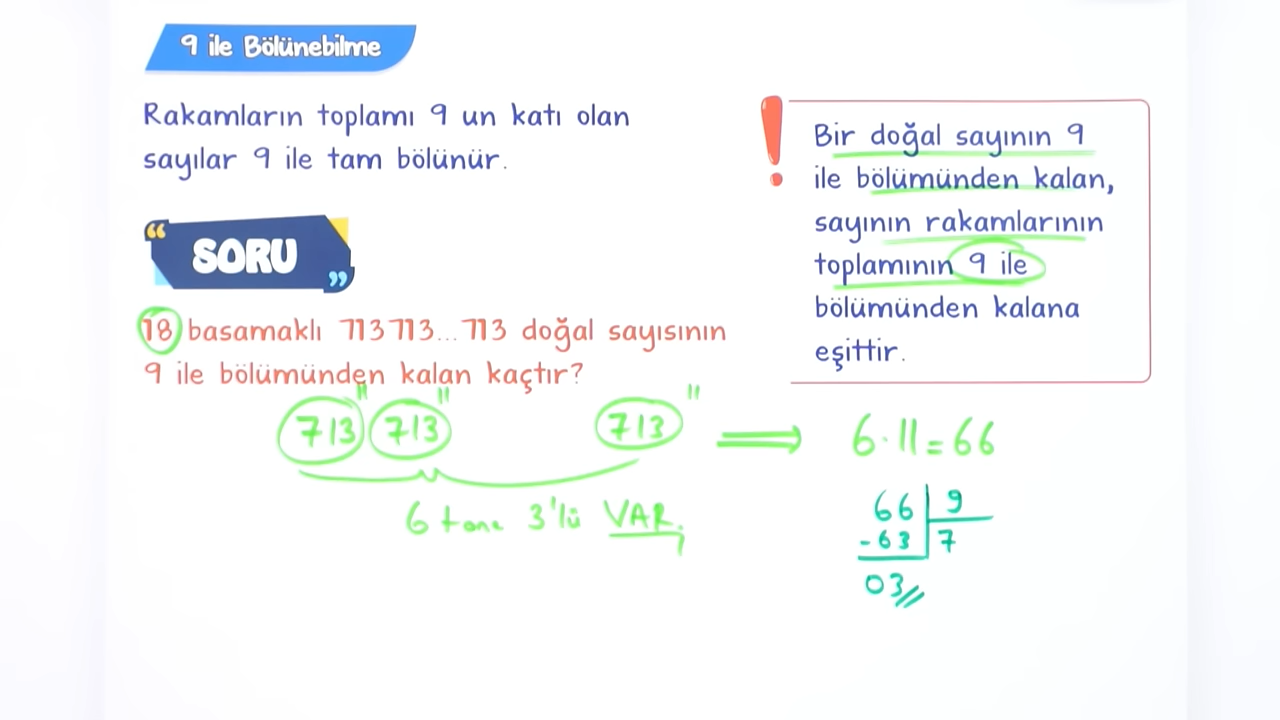 9 ile Bölünebilme
Rakamların toplamı 9 un katı olan
sayılar 9 ile tam bölünür.
Bir doğal sayının 9
ile bölümünden kalan,
sayının rakamlarının
toplamının 9 ile
bölümünden kalana
eşittir.
SORU
18 basamaklı 713713...713 doğal sayısının
9 ile bölümünden kalan kaçtır?
11 11 11
713 713 713 ⇒ 6·11=66
6 tane 3'lü VAR.
66 9
-63 7
03